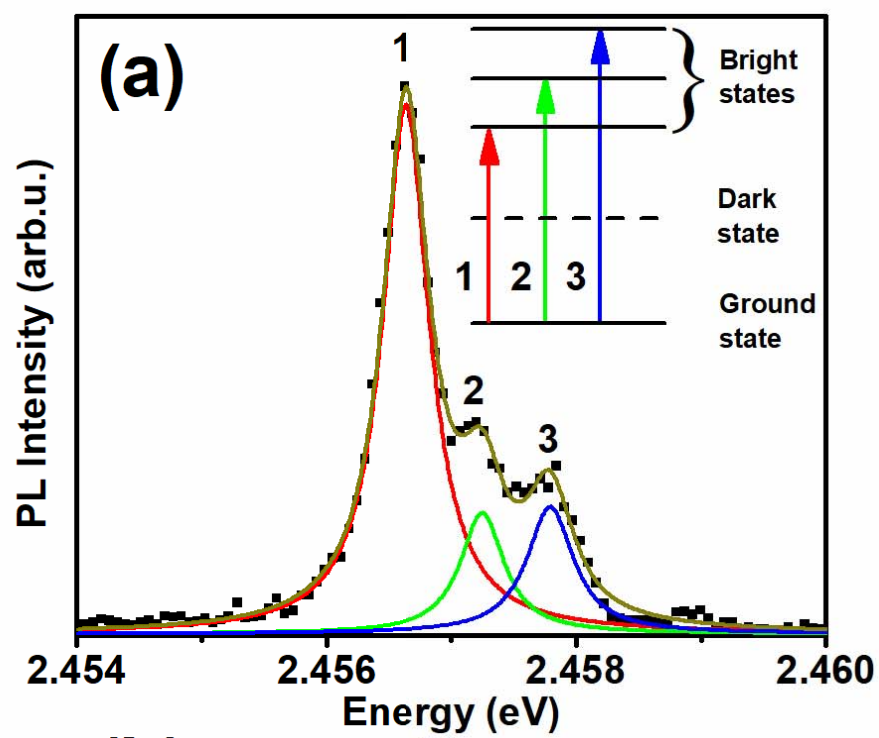 (a)
1
2
3
Bright
states
Dark
state
1 2 3
Ground
state
PL Intensity (arb.u.)
2.454 2.456 2.458 2.460
Energy (eV)